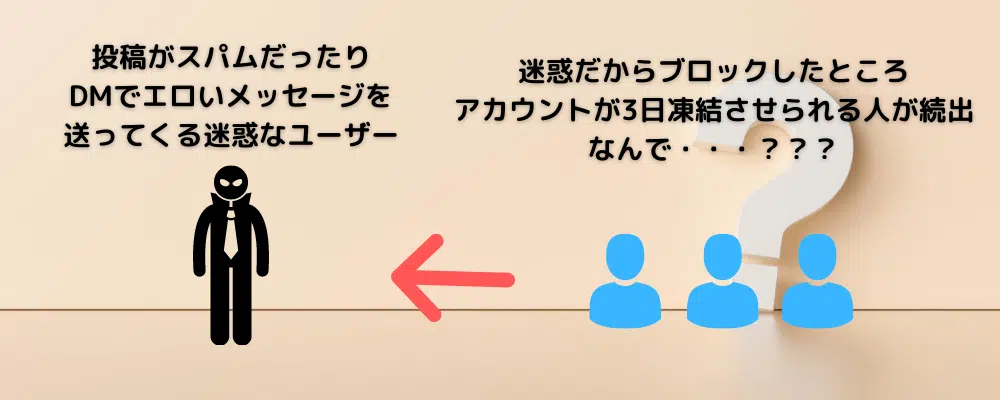 投稿がスパムだったり
DMでエロいメッセージを
送ってくる迷惑なユーザー
迷惑だからブロックしたところ
アカウントが3日凍結させられる人が続出
なんで・・・???